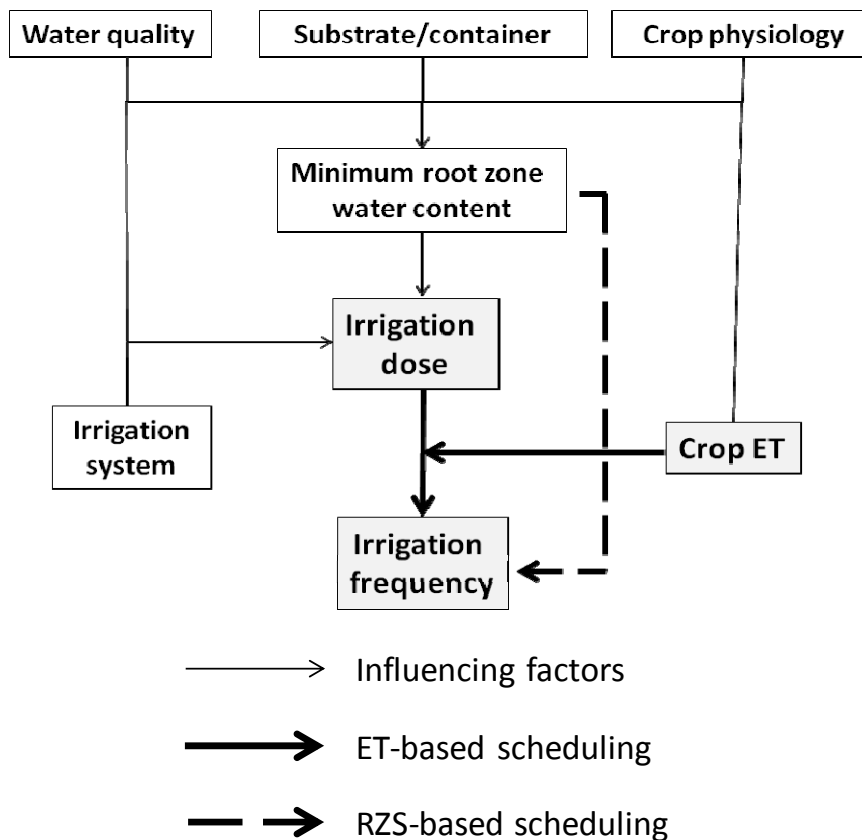 Water quality
Substrate/container
Crop physiology
Minimum root zone
water content
Irrigation
dose
Irrigation
system
Crop ET
Irrigation
frequency
Influencing factors
ET-based scheduling
RZS-based scheduling